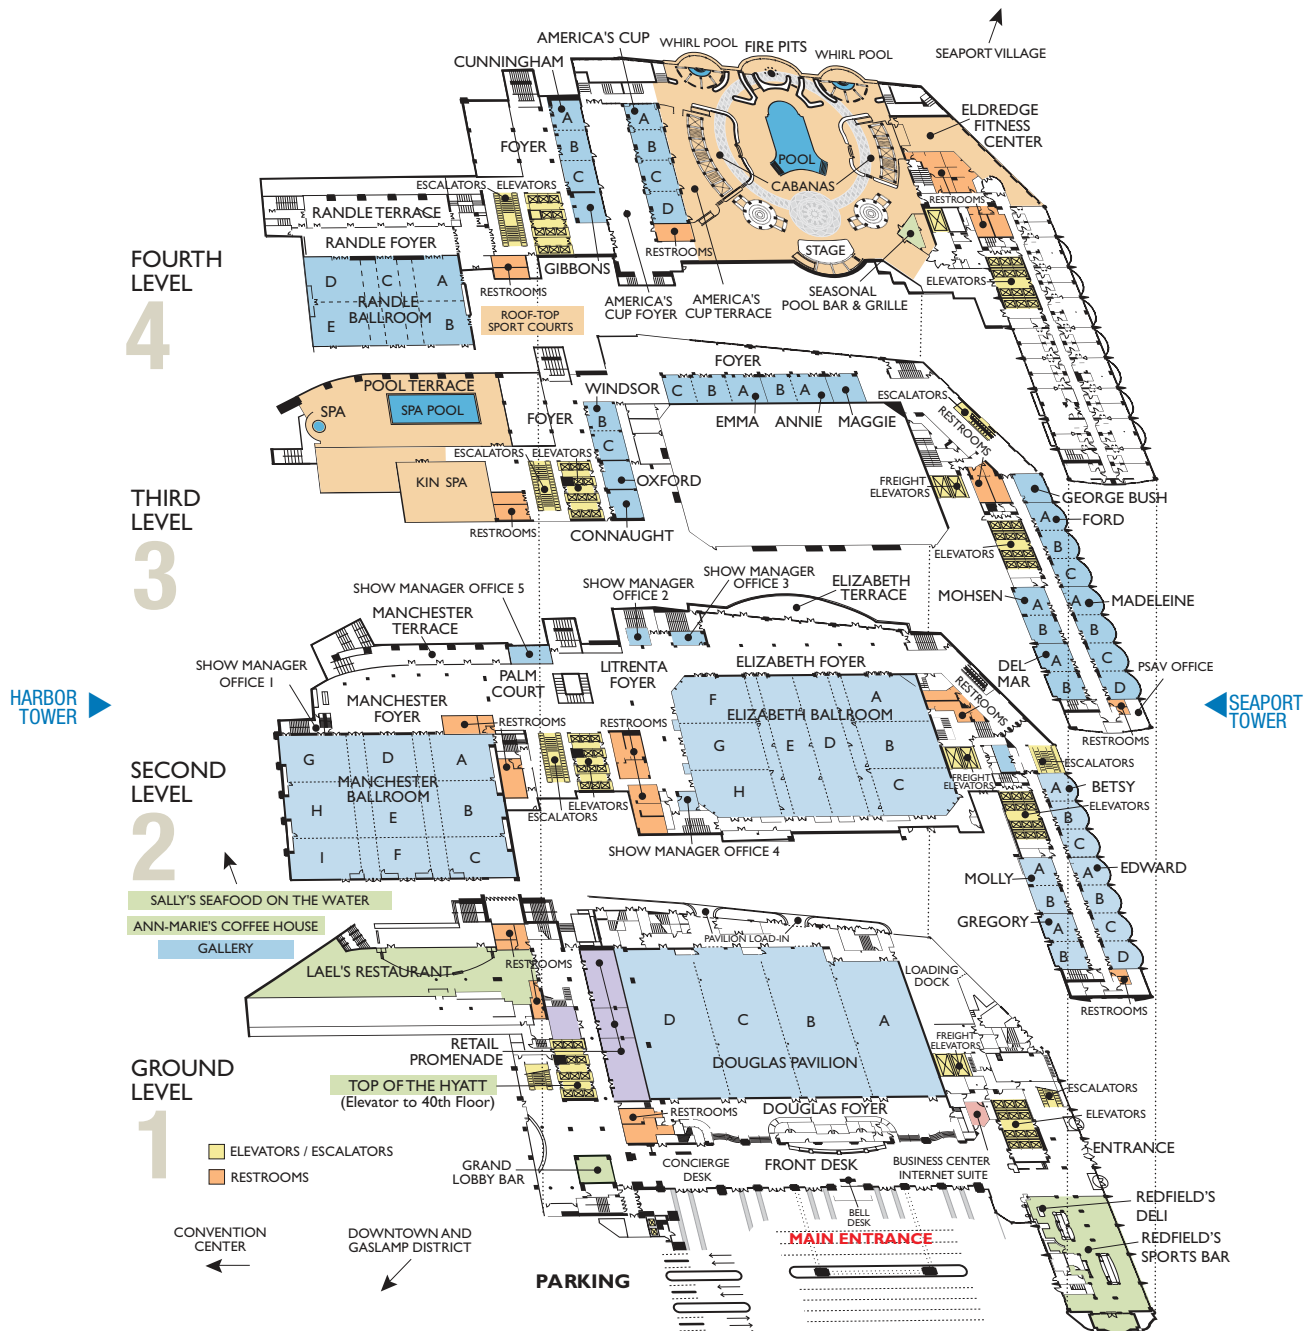 SEAPORT VILLAGE
AMERICA'S CUP
WHIRL POOL
FIRE PITS
WHIRL POOL
CUNNINGHAM
ELDREDGE
FITNESS
CENTER
A
B
C
FOYER
A
B
C
D
POOL
CABANAS
ESCALATORS
ELEVATORS
RESTROOMS
RANDLE TERRACE
RANDLE FOYER
RESTROOMS
STAGE
GIBBONS
ELEVATORS
FOURTH
LEVEL
4
D
C
A
RANDLE
BALLROOM
E
B
RESTROOMS
SEASONAL
POOL BAR & GRILLE
AMERICA'S
CUP FOYER
AMERICA'S
CUP TERRACE
ROOF-TOP
SPORT COURTS
FOYER
POOL TERRACE
WINDSOR
C
B
A
B
A
ESCALATORS
SPA
SPA POOL
FOYER
B
C
EMMA
ANNIE
MAGGIE
RESTROOMS
ESCALATORS
ELEVATORS
KIN SPA
OXFORD
FREIGHT
ELEVATORS
GEORGE BUSH
THIRD
LEVEL
3
RESTROOMS
CONNAUGHT
A
FORD
B
C
ELEVATORS
SHOW MANAGER OFFICE 5
SHOW MANAGER
OFFICE 2
SHOW MANAGER
OFFICE 3
ELIZABETH
TERRACE
MOHSEN
A
B
A
MADELEINE
B
C
D
MANCHESTER
TERRACE
DEL
MAR
A
B
PSAV OFFICE
RESTROOMS
SHOW MANAGER
OFFICE 1
PALM
COURT
LITRENTA
FOYER
ELIZABETH FOYER
RESTROOMS
HARBOR
TOWER
SEAPORT
TOWER
MANCHESTER
FOYER
RESTROOMS
RESTROOMS
F
A
ELIZABETH BALLROOM
G
E
D
B
H
C
SECOND
LEVEL
2
G
D
A
MANCHESTER
BALLROOM
H
E
B
I
F
C
ELEVATORS
ESCALATORS
FREIGHT
ELEVATORS
ESCALATORS
A
BETSY
ELEVATORS
B
C
SHOW MANAGER OFFICE 4
MOLLY
A
B
A
EDWARD
B
C
D
GREGORY
A
B
RESTROOMS
SALLY'S SEAFOOD ON THE WATER
ANN-MARIE'S COFFEE HOUSE
GALLERY
PAVILION LOAD-IN
LAEL'S RESTAURANT
RESTROOMS
LOADING
DOCK
D
C
B
A
DOUGLAS PAVILION
RETAIL
PROMENADE
FREIGHT
ELEVATORS
GROUND
LEVEL
1
TOP OF THE HYATT
(Elevator to 40th Floor)
RESTROOMS
DOUGLAS FOYER
ESCALATORS
ELEVATORS
ENTRANCE
ELEVATORS / ESCALATORS
RESTROOMS
GRAND
LOBBY BAR
CONCIERGE
DESK
FRONT DESK
BUSINESS CENTER
INTERNET SUITE
BELL
DESK
REDFIELD'S
DELI
REDFIELD'S
SPORTS BAR
CONVENTION
CENTER
DOWNTOWN AND
GASLAMP DISTRICT
MAIN ENTRANCE
PARKING